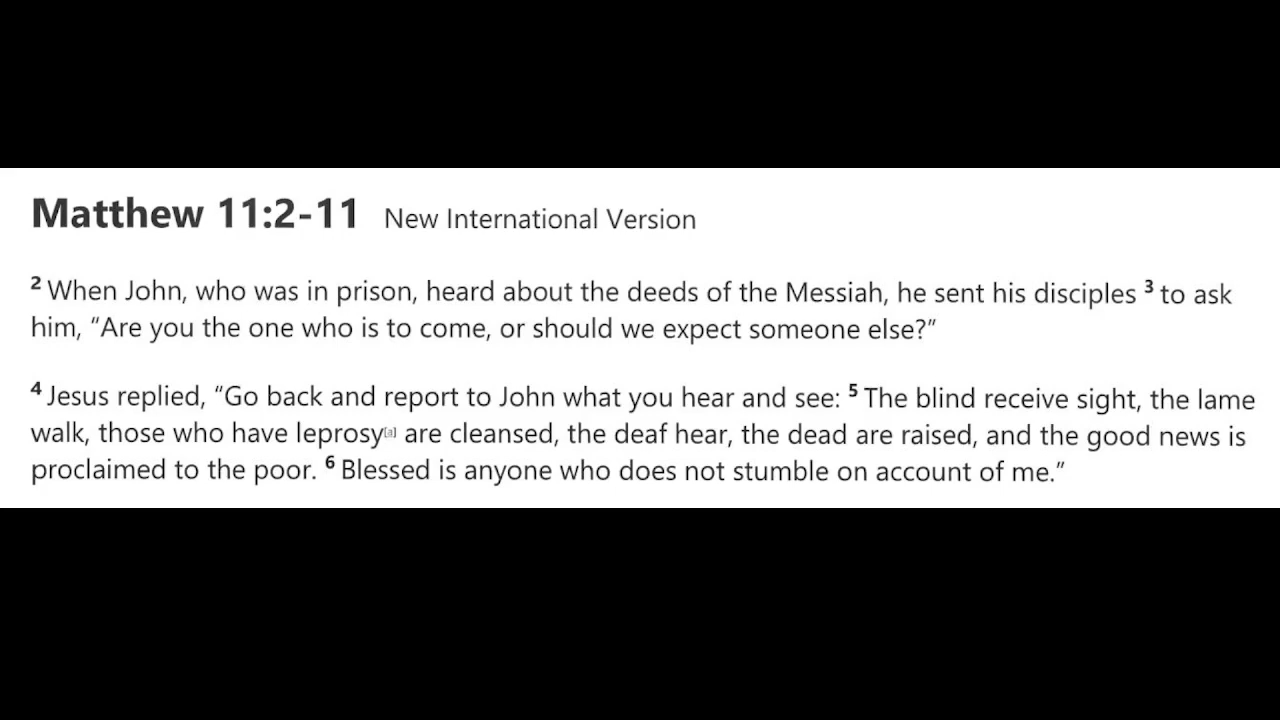 Matthew 11:2-11 New International Version
2 When John, who was in prison, heard about the deeds of the Messiah, he sent his disciples 3 to ask
him, “Are you the one who is to come, or should we expect someone else?”
4 Jesus replied, “Go back and report to John what you hear and see: 5 The blind receive sight, the lame
walk, those who have leprosy[a] are cleansed, the deaf hear, the dead are raised, and the good news is
proclaimed to the poor. 6 Blessed is anyone who does not stumble on account of me.”